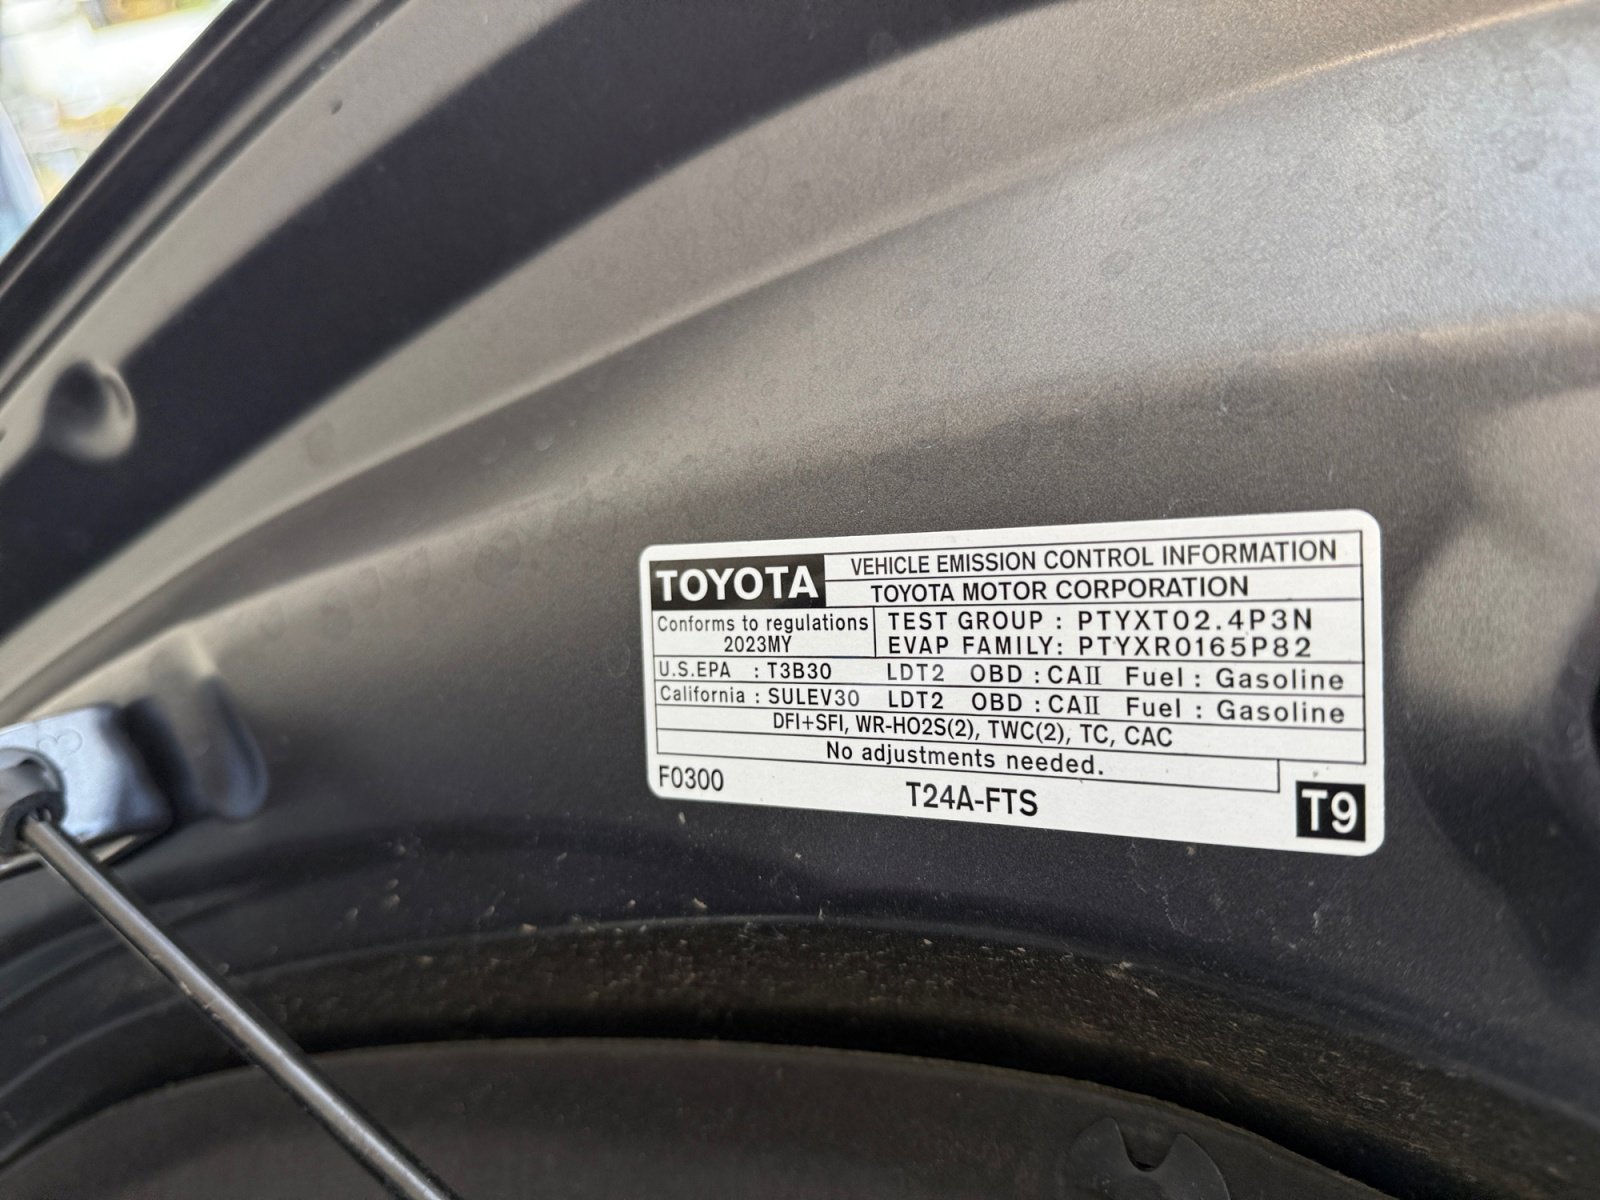 TOYOTA VEHICLE EMISSION CONTROL INFORMATION
TOYOTA MOTOR CORPORATION
Conforms to regulations
2023MY
TEST GROUP : PTYXT02.4P3N
EVAP FAMILY: PTYXR0165P82
U.S.EPA : T3B30 LDT2 OBD : CAII Fuel : Gasoline
California : SULEV30 LDT2 OBD : CAII Fuel : Gasoline
DFI+SFI, WR-HO2S(2), TWC(2), TC, CAC
No adjustments needed.
F0300 T24A-FTS T9